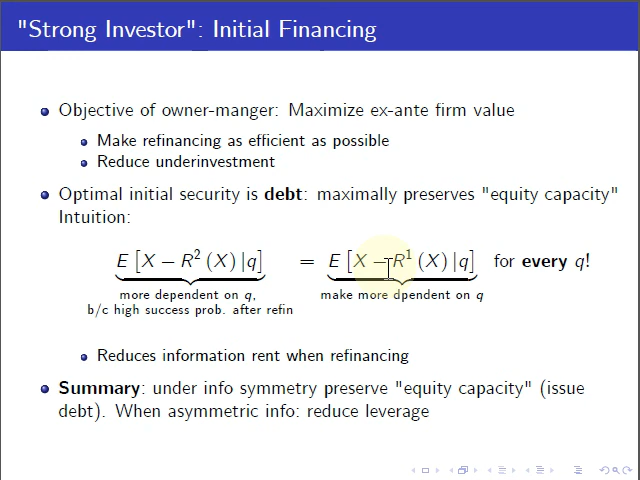 "Strong Investor": Initial Financing
Objective of owner-manger: Maximize ex-ante firm value
Make refinancing as efficient as possible
Reduce underinvestment
Optimal initial security is debt: maximally preserves "equity capacity"
Intuition:
E [X − R² (X) |q] = E [X − R¹ (X) |q] for every q!
more dependent on q, make more dpendent on q
b/c high success prob. after refin
Reduces information rent when refinancing
Summary: under info symmetry preserve "equity capacity" (issue
debt). When asymmetric info: reduce leverage